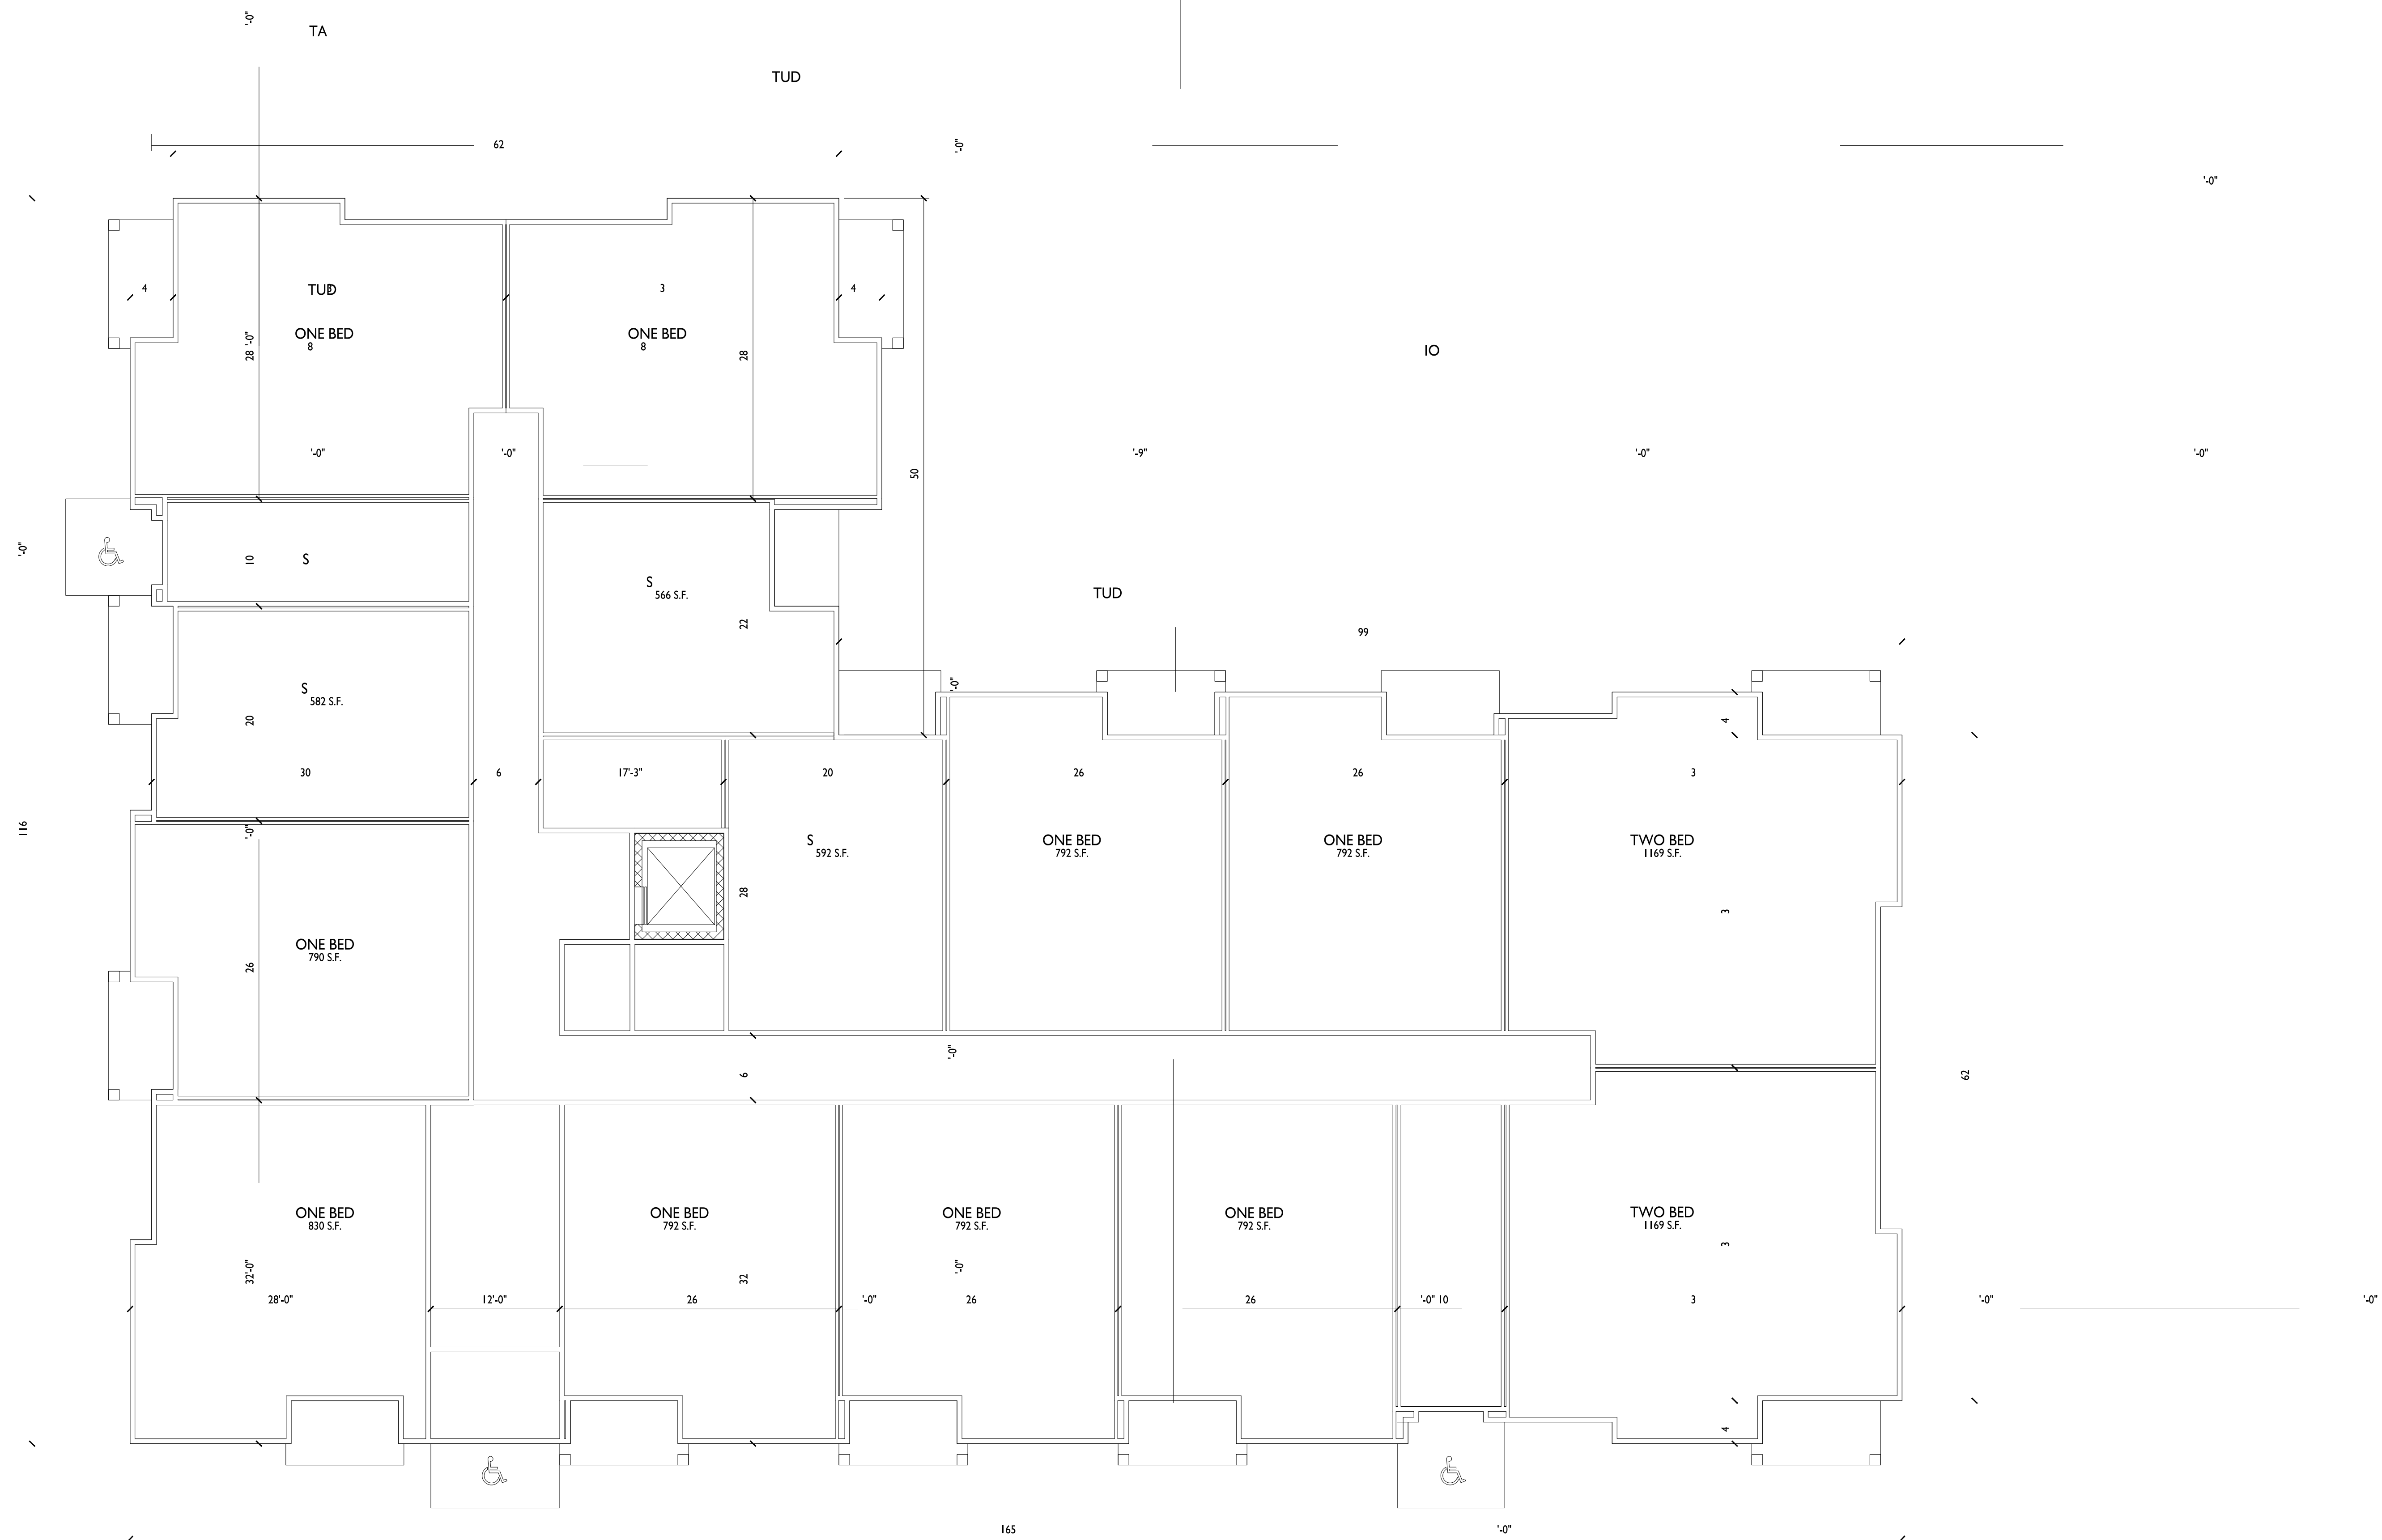 '-0"
TA
TUD
62
'-0"
'-0"
4
TUD
3
3
4
ONE BED
8
ONE BED
8
28
'-0"
28
IO
'-0"
'-0"
'-9"
'-0"
'-0"
50
'-0"
10
S
S
566 S.F.
22
TUD
99
S
582 S.F.
'-0"
20
4
30
6
17'-3"
20
26
26
3
116
'-0"
S
592 S.F.
ONE BED
792 S.F.
ONE BED
792 S.F.
TWO BED
1169 S.F.
28
3
ONE BED
790 S.F.
26
'-0"
6
62
ONE BED
830 S.F.
ONE BED
792 S.F.
ONE BED
792 S.F.
ONE BED
792 S.F.
TWO BED
1169 S.F.
3
32'-0"
32
'-0"
28'-0"
12'-0"
26
'-0"
26
26
'-0"
10
3
'-0"
'-0"
4
165
'-0"